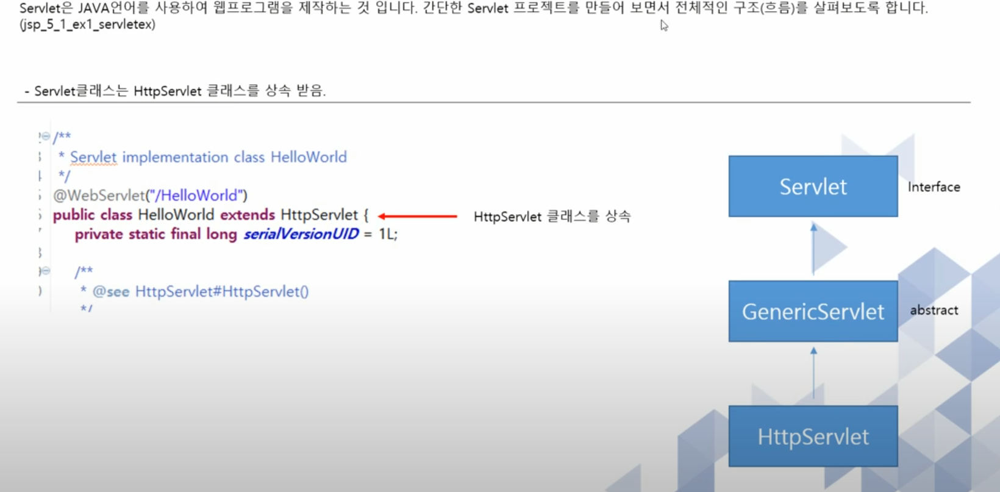 Servlet은 JAVA언어를 사용하여 웹프로그램을 제작하는 것 입니다. 간단한 Servlet 프로젝트를 만들어 보면서 전체적인 구조(흐름)를 살펴보도록 합니다.
(jsp_5_1_ex1_servletex)
- Servlet클래스는 HttpServlet 클래스를 상속 받음.
/**
* Servlet implementation class HelloWorld
*/
@WebServlet("/HelloWorld")
public class HelloWorld extends HttpServlet {
HttpServlet 클래스를 상속
private static final long serialVersionUID = 1L;
/**
* @see HttpServlet#HttpServlet()
*/
Servlet
Interface
GenericServlet
abstract
HttpServlet